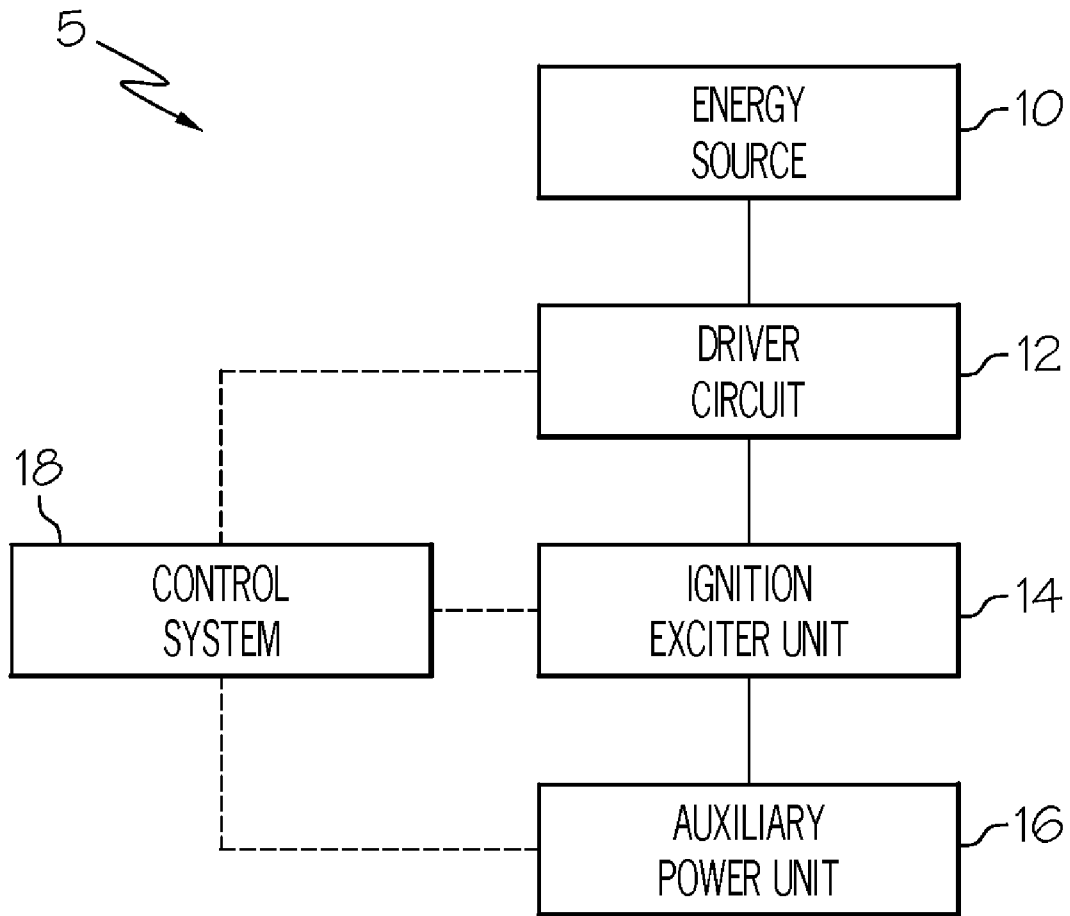 5
ENERGY
SOURCE
10
DRIVER
CIRCUIT
12
18
CONTROL
SYSTEM
IGNITION
EXCITER UNIT
14
AUXILIARY
POWER UNIT
16